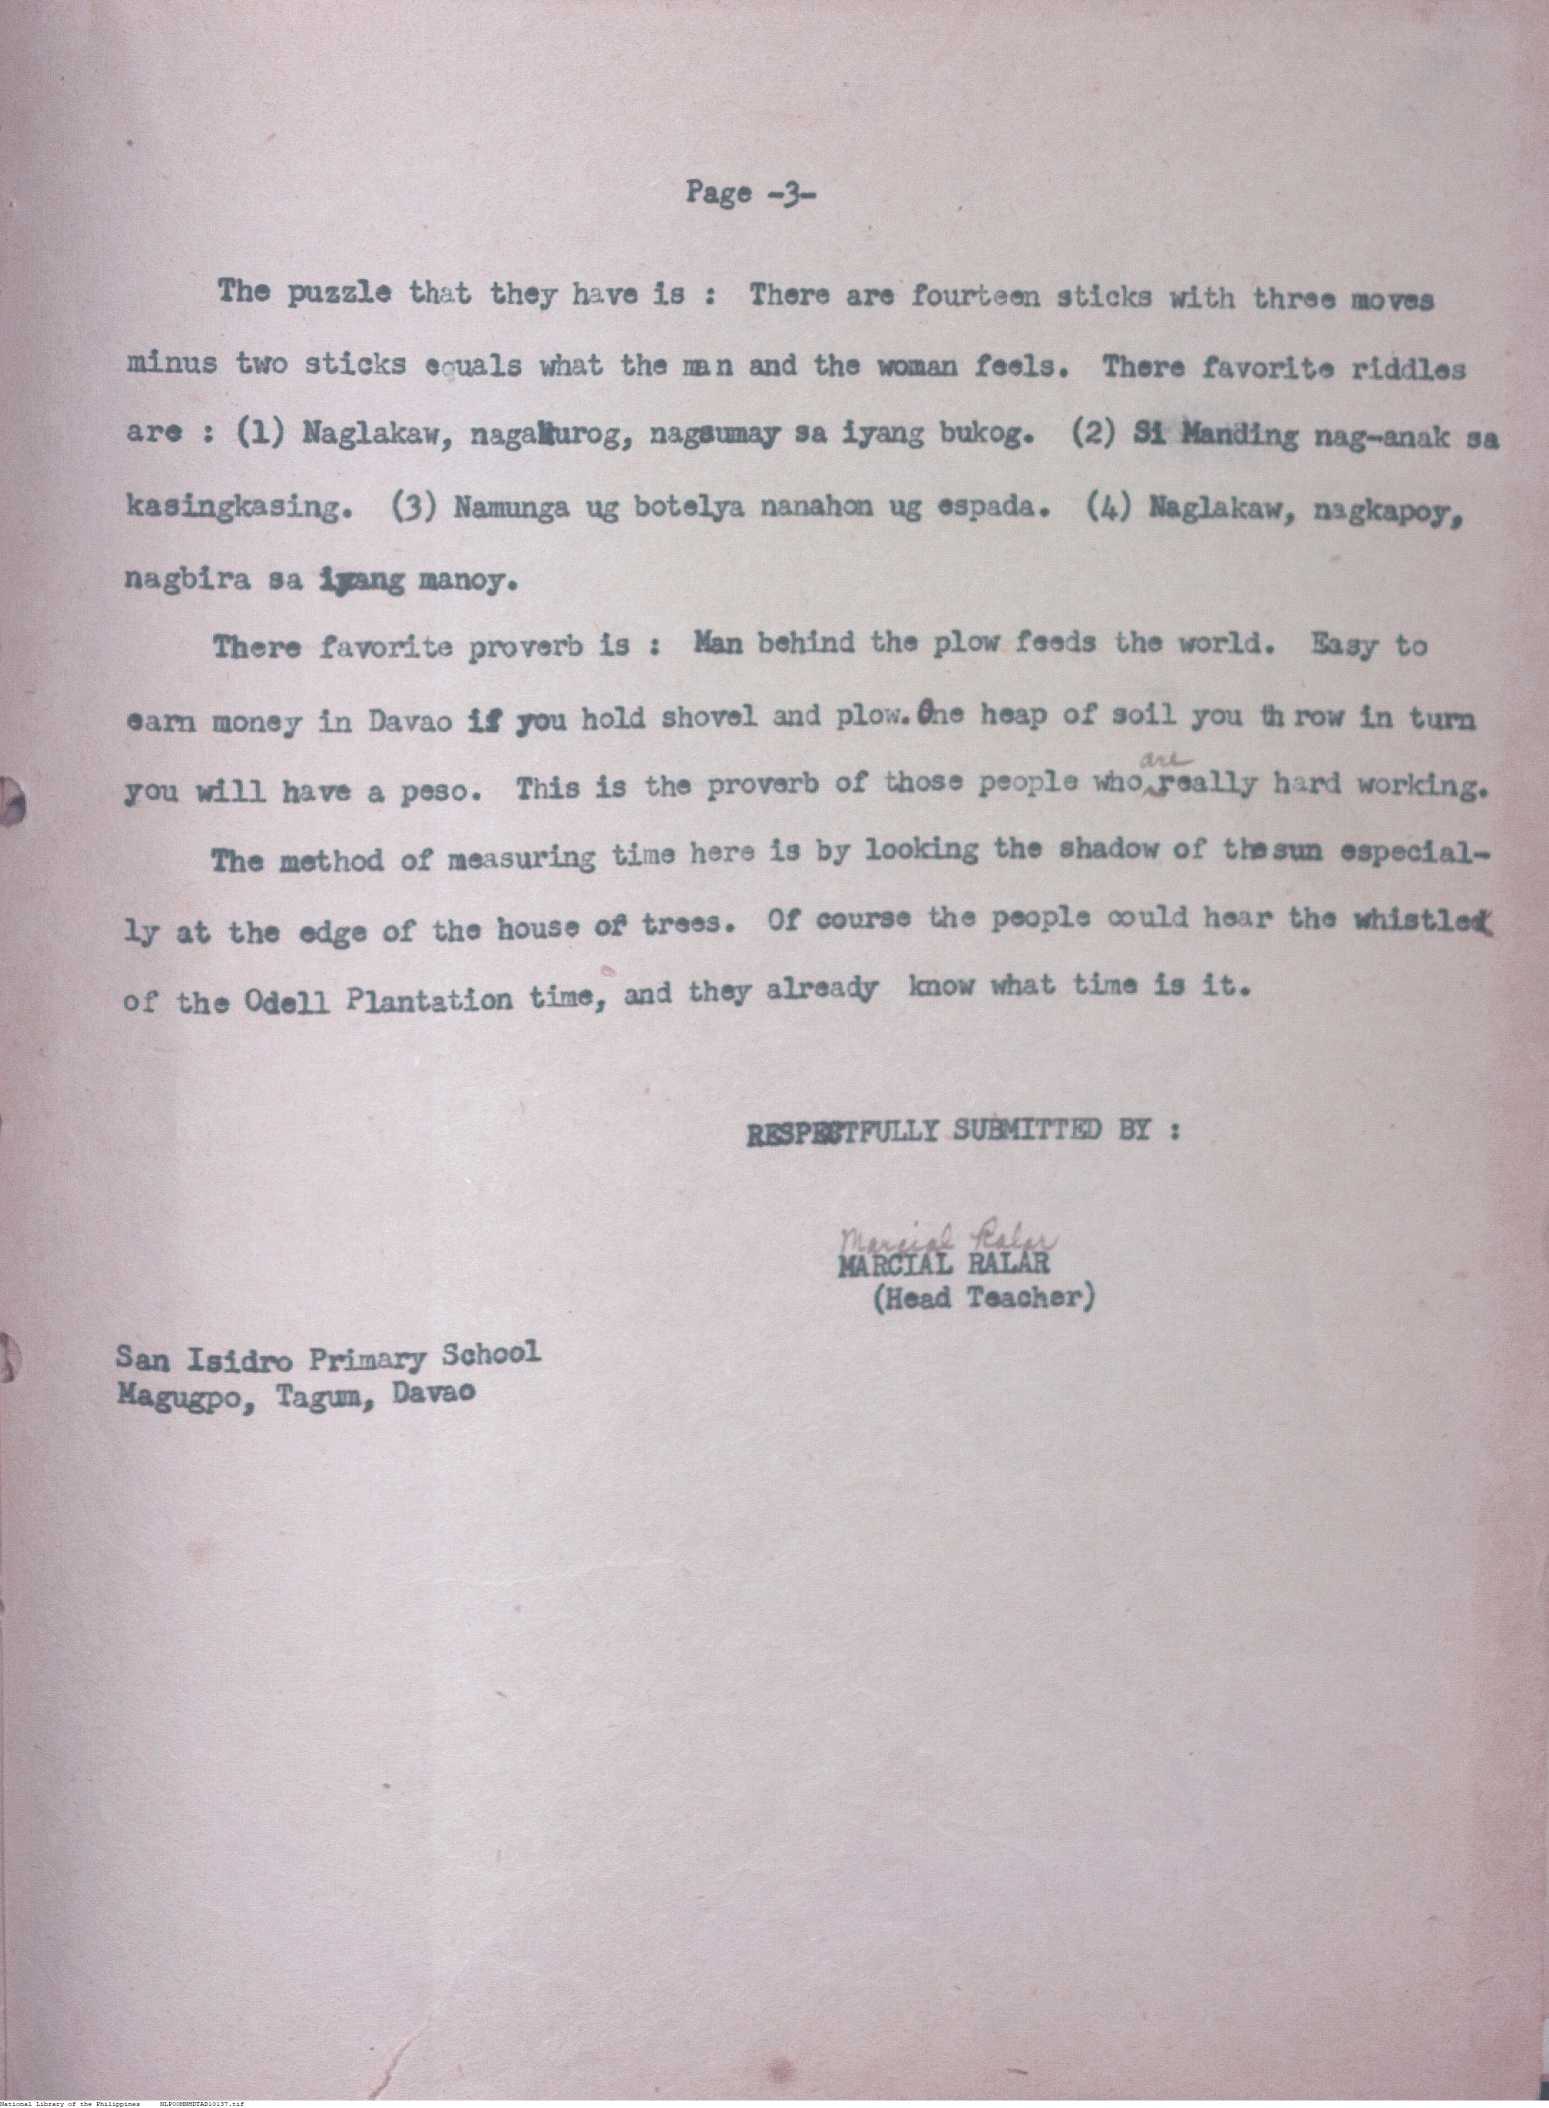 Page -3-
The puzzle that they have is : There are fourteen sticks with three moves
minus two sticks equals what the man and the woman feels. There favorite riddles
are : (1) Naglakaw, nagakurog, nagsumay sa iyang bukog. (2) Si Manding nag-anak sa
kasingkasing. (3) Namunga ug botelya nanahon ug espada. (4) Naglakaw, nagkapoy,
nagbira sa iyang manoy.
There favorite proverb is : Man behind the plow feeds the world. Easy to
earn money in Davao if you hold shovel and plow. One heap of soil you th row in turn
you will have a peso. This is the proverb of those people who are really hard working.
The method of measuring time here is by looking the shadow of the sun especial-
ly at the edge of the house of trees. Of course the people could hear the whistle
of the Odell Plantation time, and they already know what time is it.
RESPECTFULLY SUBMITTED BY :
Marcial Ralar
MARCIAL RALAR
(Head Teacher)
San Isidro Primary School
Magugpo, Tagum, Davao
National Library of the Philippines NLPOOMNMDTAD10137.tif